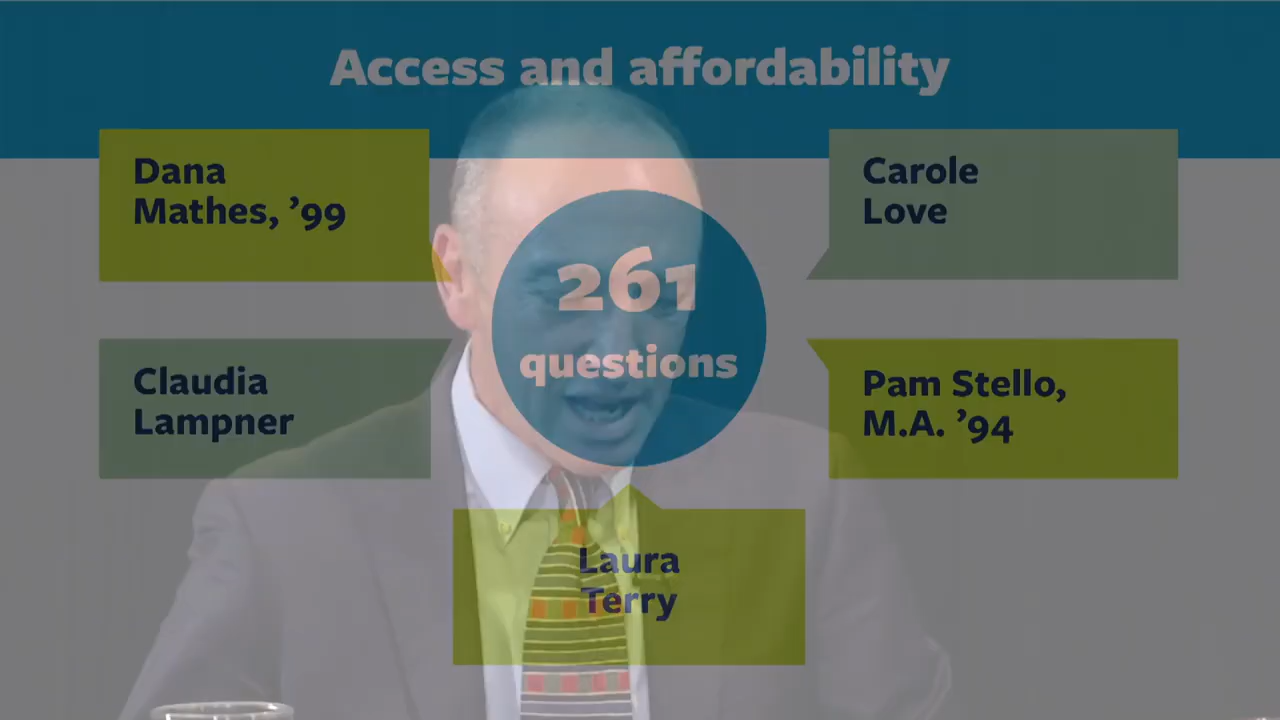 Access and affordability
Dana
Mathes, ’99
Carole
Love
261
questions
Claudia
Lampner
Pam Stello,
M.A. ’94
Laura
Terry